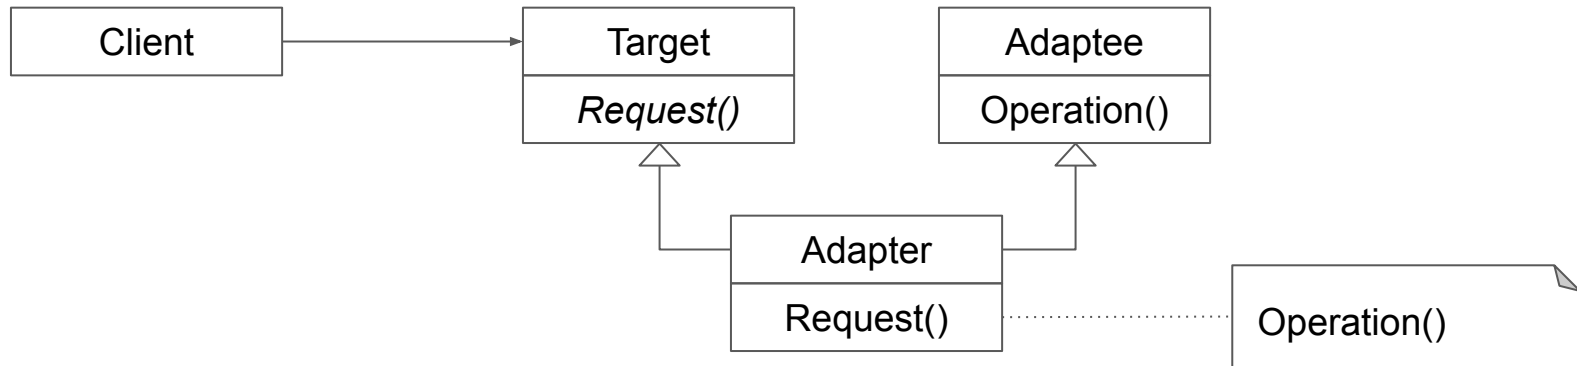 Client
Target
Adaptee
Request()
Operation()
Adapter
Request()
Operation()